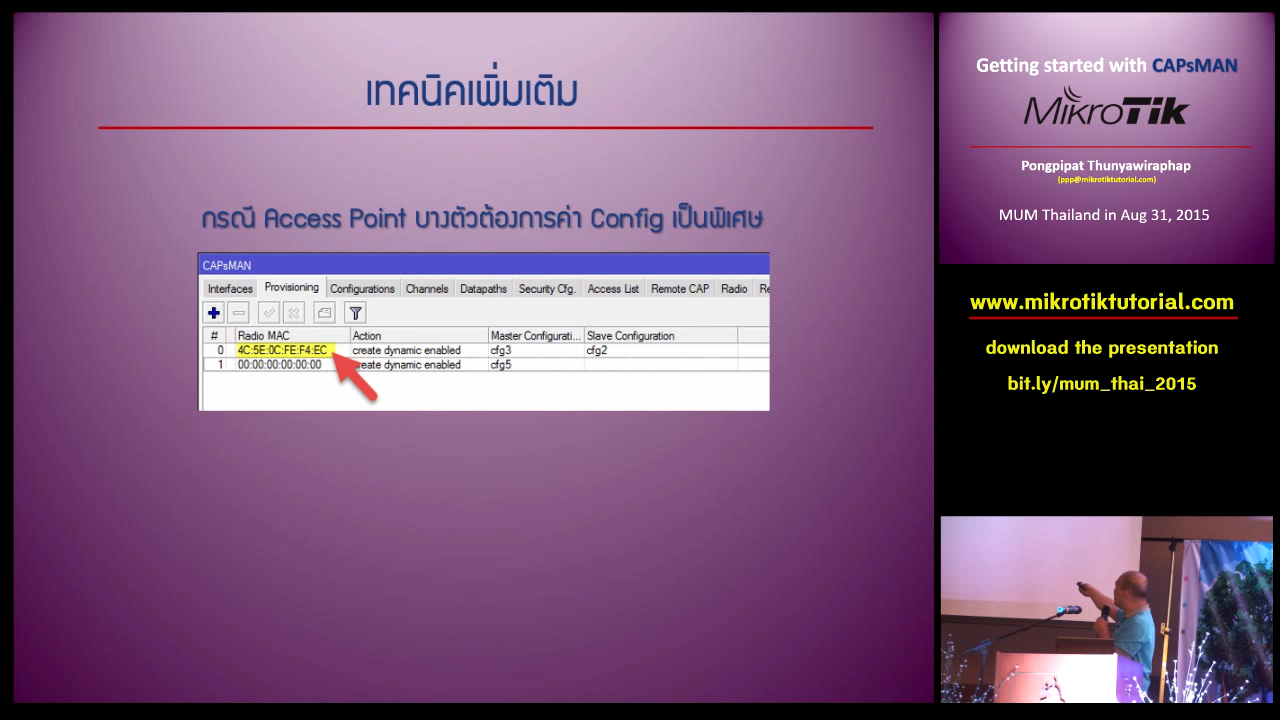 เทคนิคเพิ่มเติม
กรณี Access Point บางตัวต้องการค่า Config เป็นพิเศษ
CAPsMAN
Interfaces Provisioning Configurations Channels Datapaths Security Cfg. Access List Remote CAP Radio Re
# Radio MAC Action Master Configurati... Slave Configuration
0 4C:5E:0C:FE:F4:EC create dynamic enabled cfg3 cfg2
1 00:00:00:00:00:00 create dynamic enabled cfg5
Getting started with CAPsMAN
MikroTik
Pongpipat Thunyawiraphap
(ppp@mikrotiktutorial.com)
MUM Thailand in Aug 31, 2015
www.mikrotiktutorial.com
download the presentation
bit.ly/mum_thai_2015